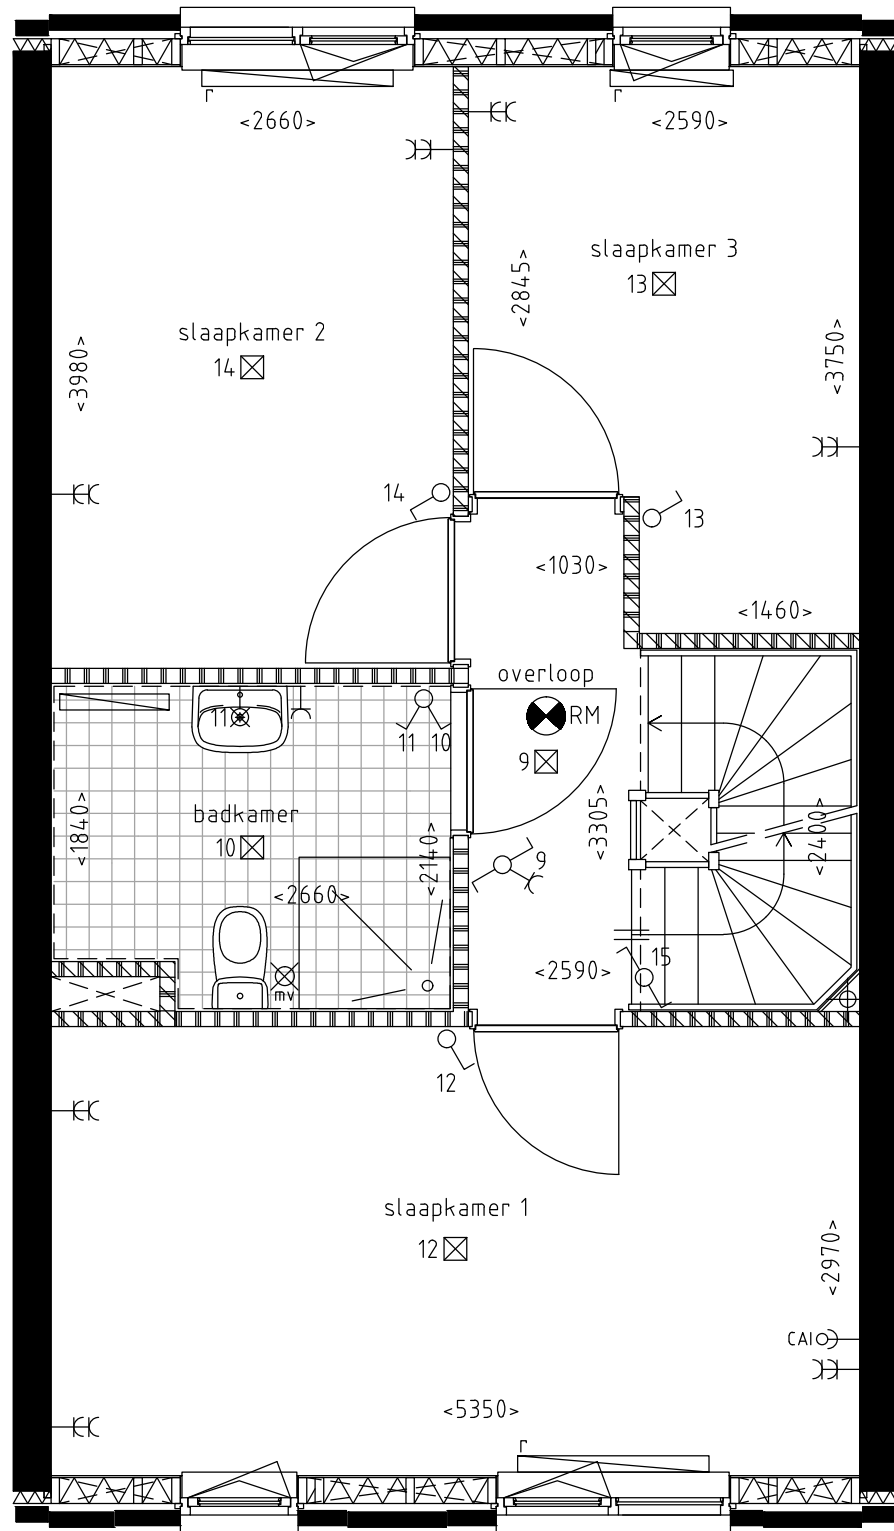 r
r
<2660>
<2590>
slaapkamer 3
13
<2845>
slaapkamer 2
14
<3980>
<3750>
14
13
<1030>
<1460>
overloop
RM
11
11 10
9
badkamer
10
<1840>
<2140>
<3305>
<2400>
9
<2660>
<2590>
15
mv
12
slaapkamer 1
12
<2970>
CAI
<5350>
r